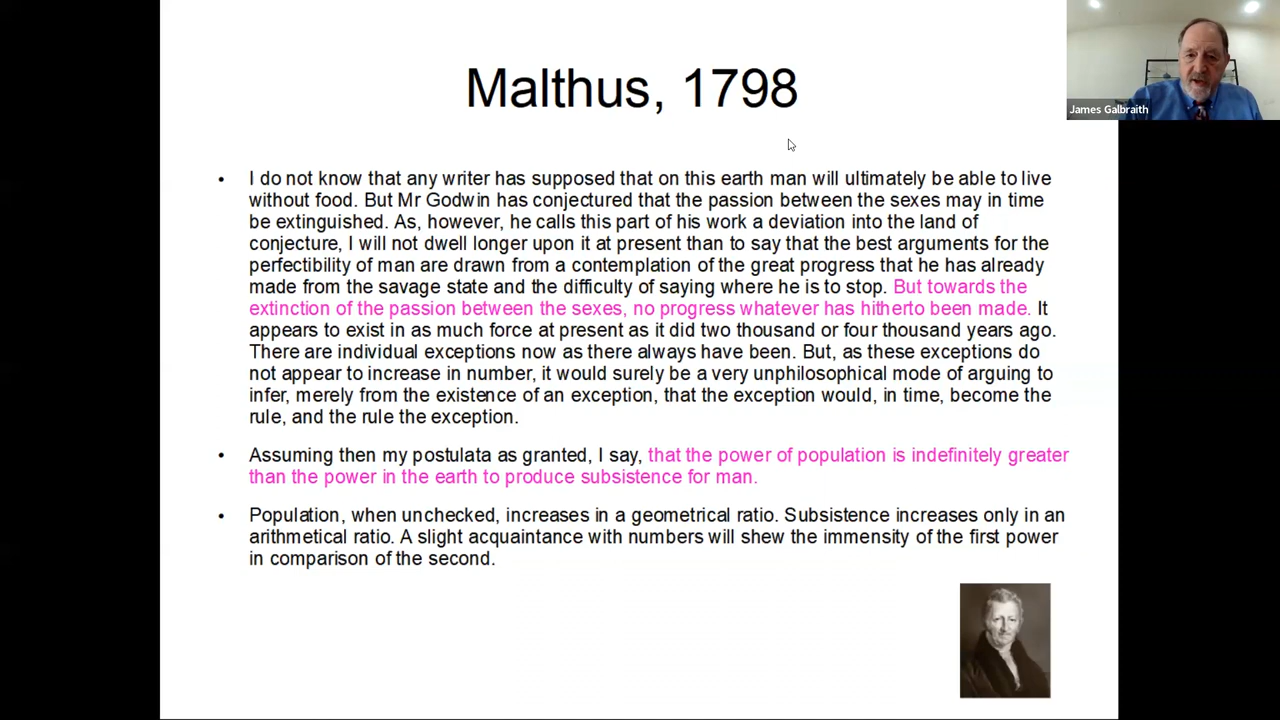 Malthus, 1798
James Galbraith
• I do not know that any writer has supposed that on this earth man will ultimately be able to live
without food. But Mr Godwin has conjectured that the passion between the sexes may in time
be extinguished. As, however, he calls this part of his work a deviation into the land of
conjecture, I will not dwell longer upon it at present than to say that the best arguments for the
perfectibility of man are drawn from a contemplation of the great progress that he has already
made from the savage state and the difficulty of saying where he is to stop. But towards the
extinction of the passion between the sexes, no progress whatever has hitherto been made. It
appears to exist in as much force at present as it did two thousand or four thousand years ago.
There are individual exceptions now as there always have been. But, as these exceptions do
not appear to increase in number, it would surely be a very unphilosophical mode of arguing to
infer, merely from the existence of an exception, that the exception would, in time, become the
rule, and the rule the exception.
• Assuming then my postulata as granted, I say, that the power of population is indefinitely greater
than the power in the earth to produce subsistence for man.
• Population, when unchecked, increases in a geometrical ratio. Subsistence increases only in an
arithmetical ratio. A slight acquaintance with numbers will shew the immensity of the first power
in comparison of the second.